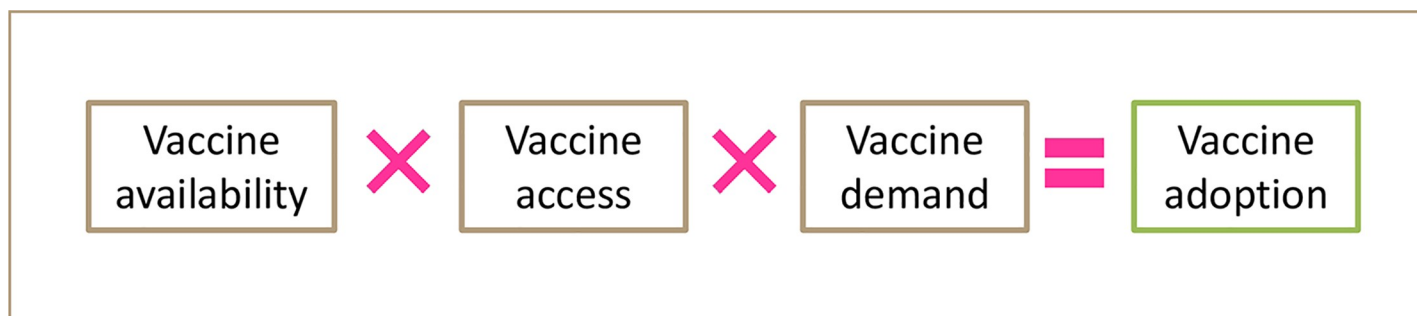 Vaccine
availability
×
Vaccine
access
×
Vaccine
demand
=
Vaccine
adoption